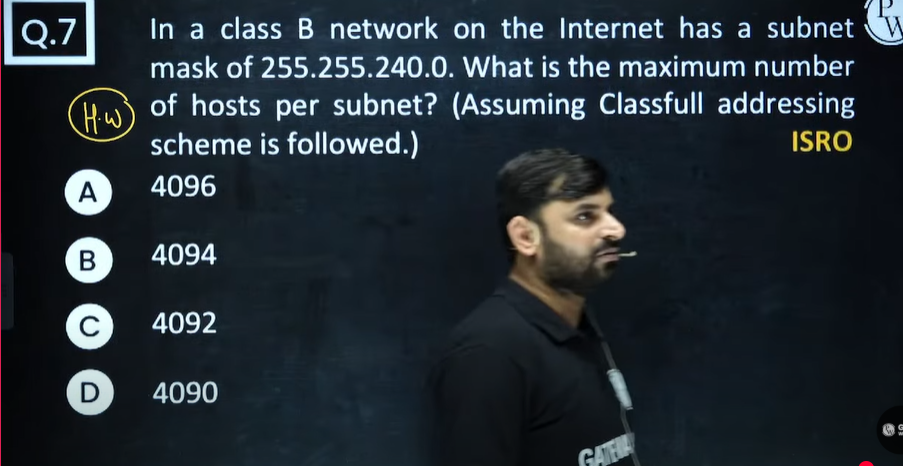 Q.7
In a class B network on the Internet has a subnet
mask of 255.255.240.0. What is the maximum number
of hosts per subnet? (Assuming Classfull addressing
scheme is followed.)
H.W
ISRO
A 4096
B 4094
C 4092
D 4090
PW